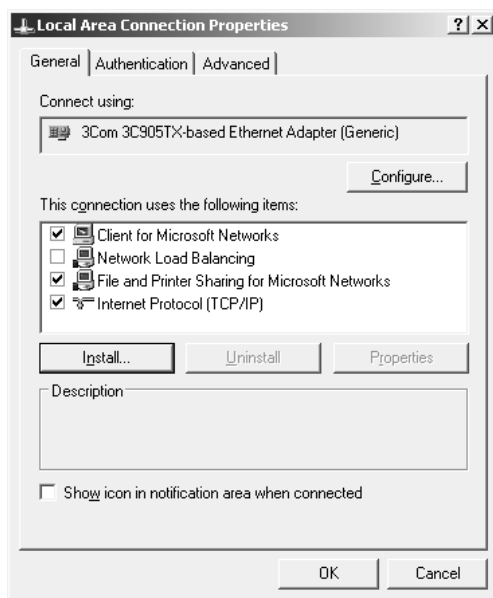 Local Area Connection Properties ? X
General Authentication Advanced
Connect using:
3Com 3C905TX-based Ethernet Adapter (Generic)
Configure...
This connection uses the following items:
Client for Microsoft Networks
Network Load Balancing
File and Printer Sharing for Microsoft Networks
Internet Protocol (TCP/IP)
Install... Uninstall Properties
Description
Show icon in notification area when connected
OK Cancel